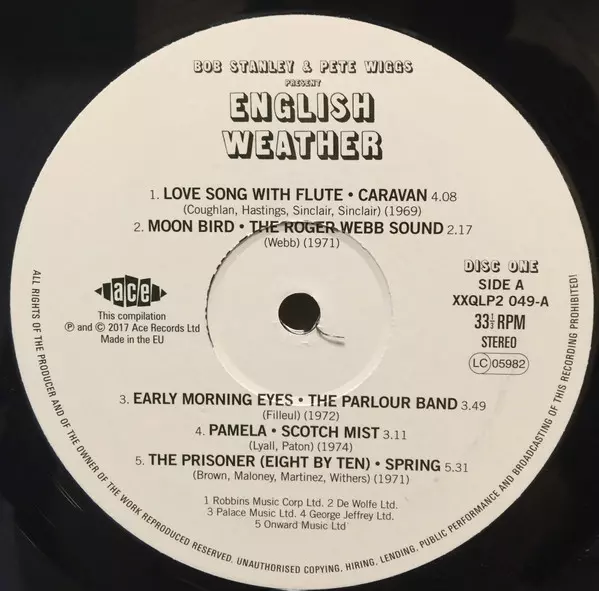 BOB STANLEY & PETE WIGGS
PRESENT
ENGLISH
WEATHER
1. LOVE SONG WITH FLUTE • CARAVAN 4.08
(Coughlan, Hastings, Sinclair, Sinclair) (1969)
2. MOON BIRD • THE ROGER WEBB SOUND 2.17
(Webb) (1971)
ace
This compilation
℗ and © 2017 Ace Records Ltd
Made in the EU
DISC ONE
SIDE A
XXQLP2 049-A
33⅓ RPM
STEREO
LC 05982
3. EARLY MORNING EYES • THE PARLOUR BAND 3.49
(Filleul) (1972)
4. PAMELA • SCOTCH MIST 3.11
(Lyall, Paton) (1974)
5. THE PRISONER (EIGHT BY TEN) • SPRING 5.31
(Brown, Maloney, Martinez, Withers) (1971)
1 Robbins Music Corp Ltd. 2 De Wolfe Ltd.
3 Palace Music Ltd. 4 George Jeffrey Ltd.
5 Onward Music Ltd
ALL RIGHTS OF THE PRODUCER AND OF THE OWNER OF THE WORK REPRODUCED RESERVED. UNAUTHORISED COPYING, HIRING, LENDING, PUBLIC PERFORMANCE AND BROADCASTING OF THIS RECORDING PROHIBITED!